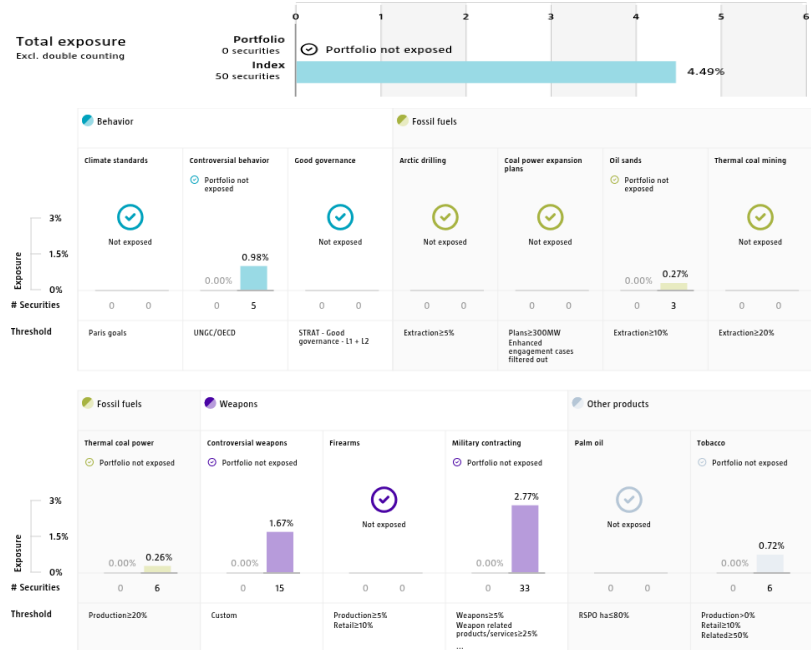 0 1 2 3 4 5 6
Total exposure
Excl. double counting
Portfolio
0 securities
Portfolio not exposed
Index
50 securities
4.49%
Behavior
Fossil fuels
Climate standards
Controversial behavior
Good governance
Arctic drilling
Coal power expansion
plans
Oil sands
Thermal coal mining
Portfolio not
exposed
Portfolio not
exposed
Not exposed
Not exposed
Not exposed
Not exposed
Not exposed
Exposure
3%
1.5%
0%
0.00% 0.98%
0.00% 0.27%
# Securities 0 0 0 5 0 0 0 0 0 0 0 3 0 0
Threshold
Paris goals
UNGC/OECD
STRAT - Good
governance - L1 + L2
Extraction≥5%
Plans≥300MW
Enhanced
engagement cases
filtered out
Extraction≥10%
Extraction≥20%
Fossil fuels
Weapons
Other products
Thermal coal power
Controversial weapons
Firearms
Military contracting
Palm oil
Tobacco
Portfolio not exposed
Portfolio not exposed
Portfolio not exposed
Portfolio not exposed
Not exposed
Not exposed
Exposure
3%
1.5%
0%
0.00% 0.26%
0.00% 1.67%
0.00% 2.77%
0.00% 0.72%
# Securities 0 6 0 15 0 0 0 33 0 0 0 6
Threshold
Production≥20%
Custom
Production≥5%
Retail≥10%
Weapons≥5%
Weapon related
products/services≥25%
...
RSPO ha≤80%
Production>0%
Retail≥10%
Related≥50%